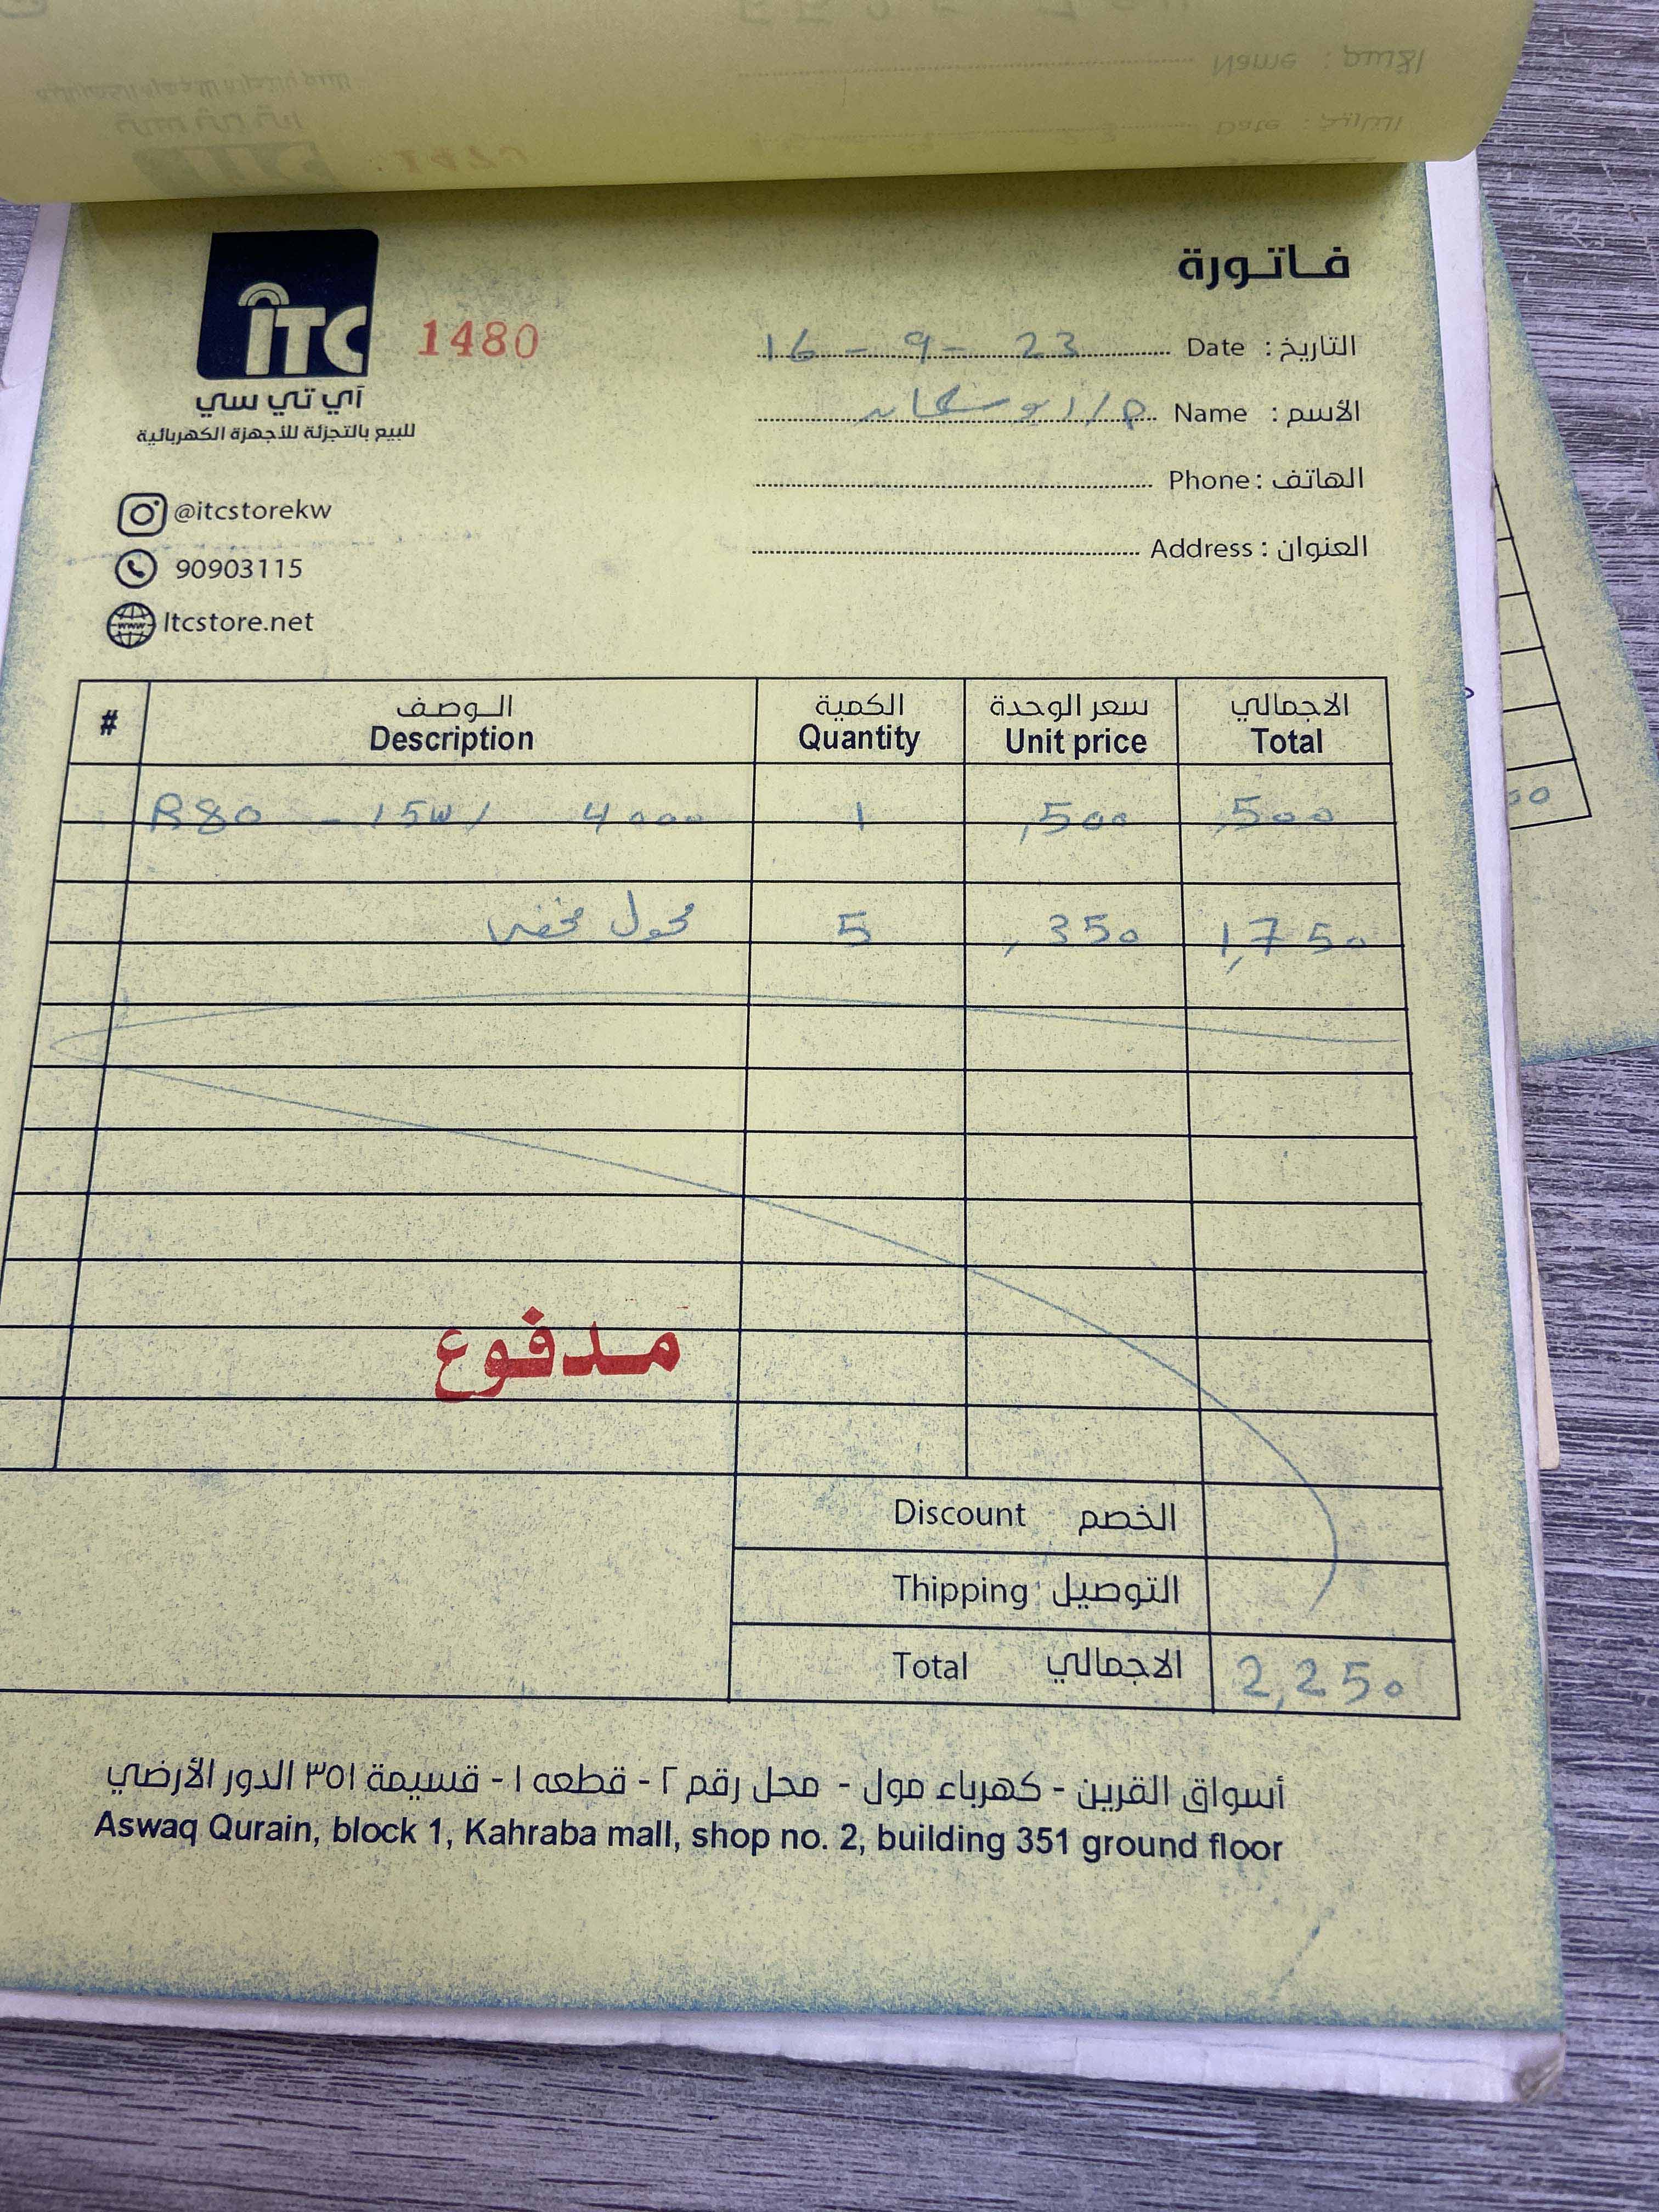 فاتورة
ITC
1480
آي تي سي
للبيع بالتجزئة للأجهزة الكهربائية
التاريخ : Date 16 - 9 - 23
الأسم : Name م/ ابو
الهاتف : Phone
العنوان : Address
@itcstorekw
90903115
Itcstore.net
# الوصف الكمية سعر الوحدة الاجمالي
Description Quantity Unit price Total
R80 - 15W/ 4000 1 ,500 ,500
محول مخفي 5 ,350 1,750
مدفوع
Discount الخصم
Thipping التوصيل
Total الاجمالي 2,250
أسواق القرين - كهرباء مول - محل رقم ٢ - قطعه ١ - قسيمة ٣٥١ الدور الأرضي
Aswaq Qurain, block 1, Kahraba mall, shop no. 2, building 351 ground floor